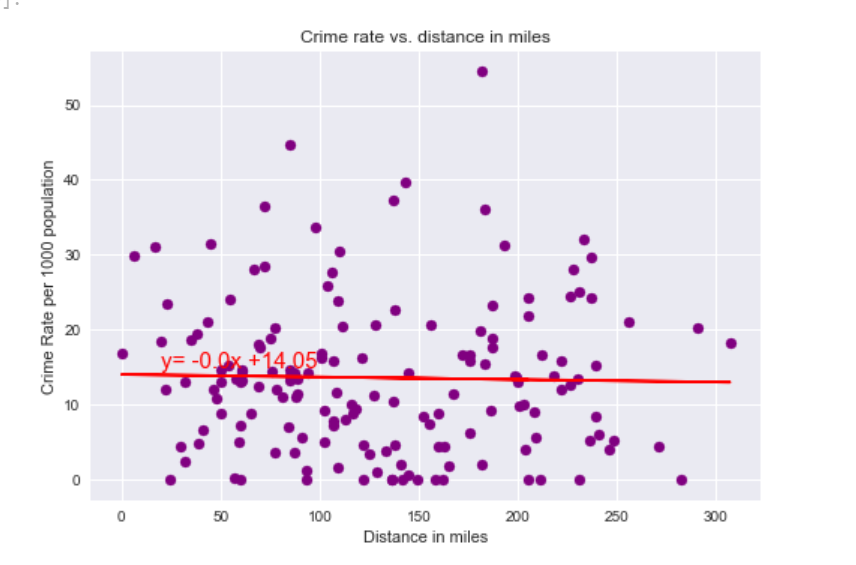 ]:
Crime rate vs. distance in miles
Crime Rate per 1000 population
50
40
30
20
10
0
y= -0.0x +14.05
0 50 100 150 200 250 300
Distance in miles